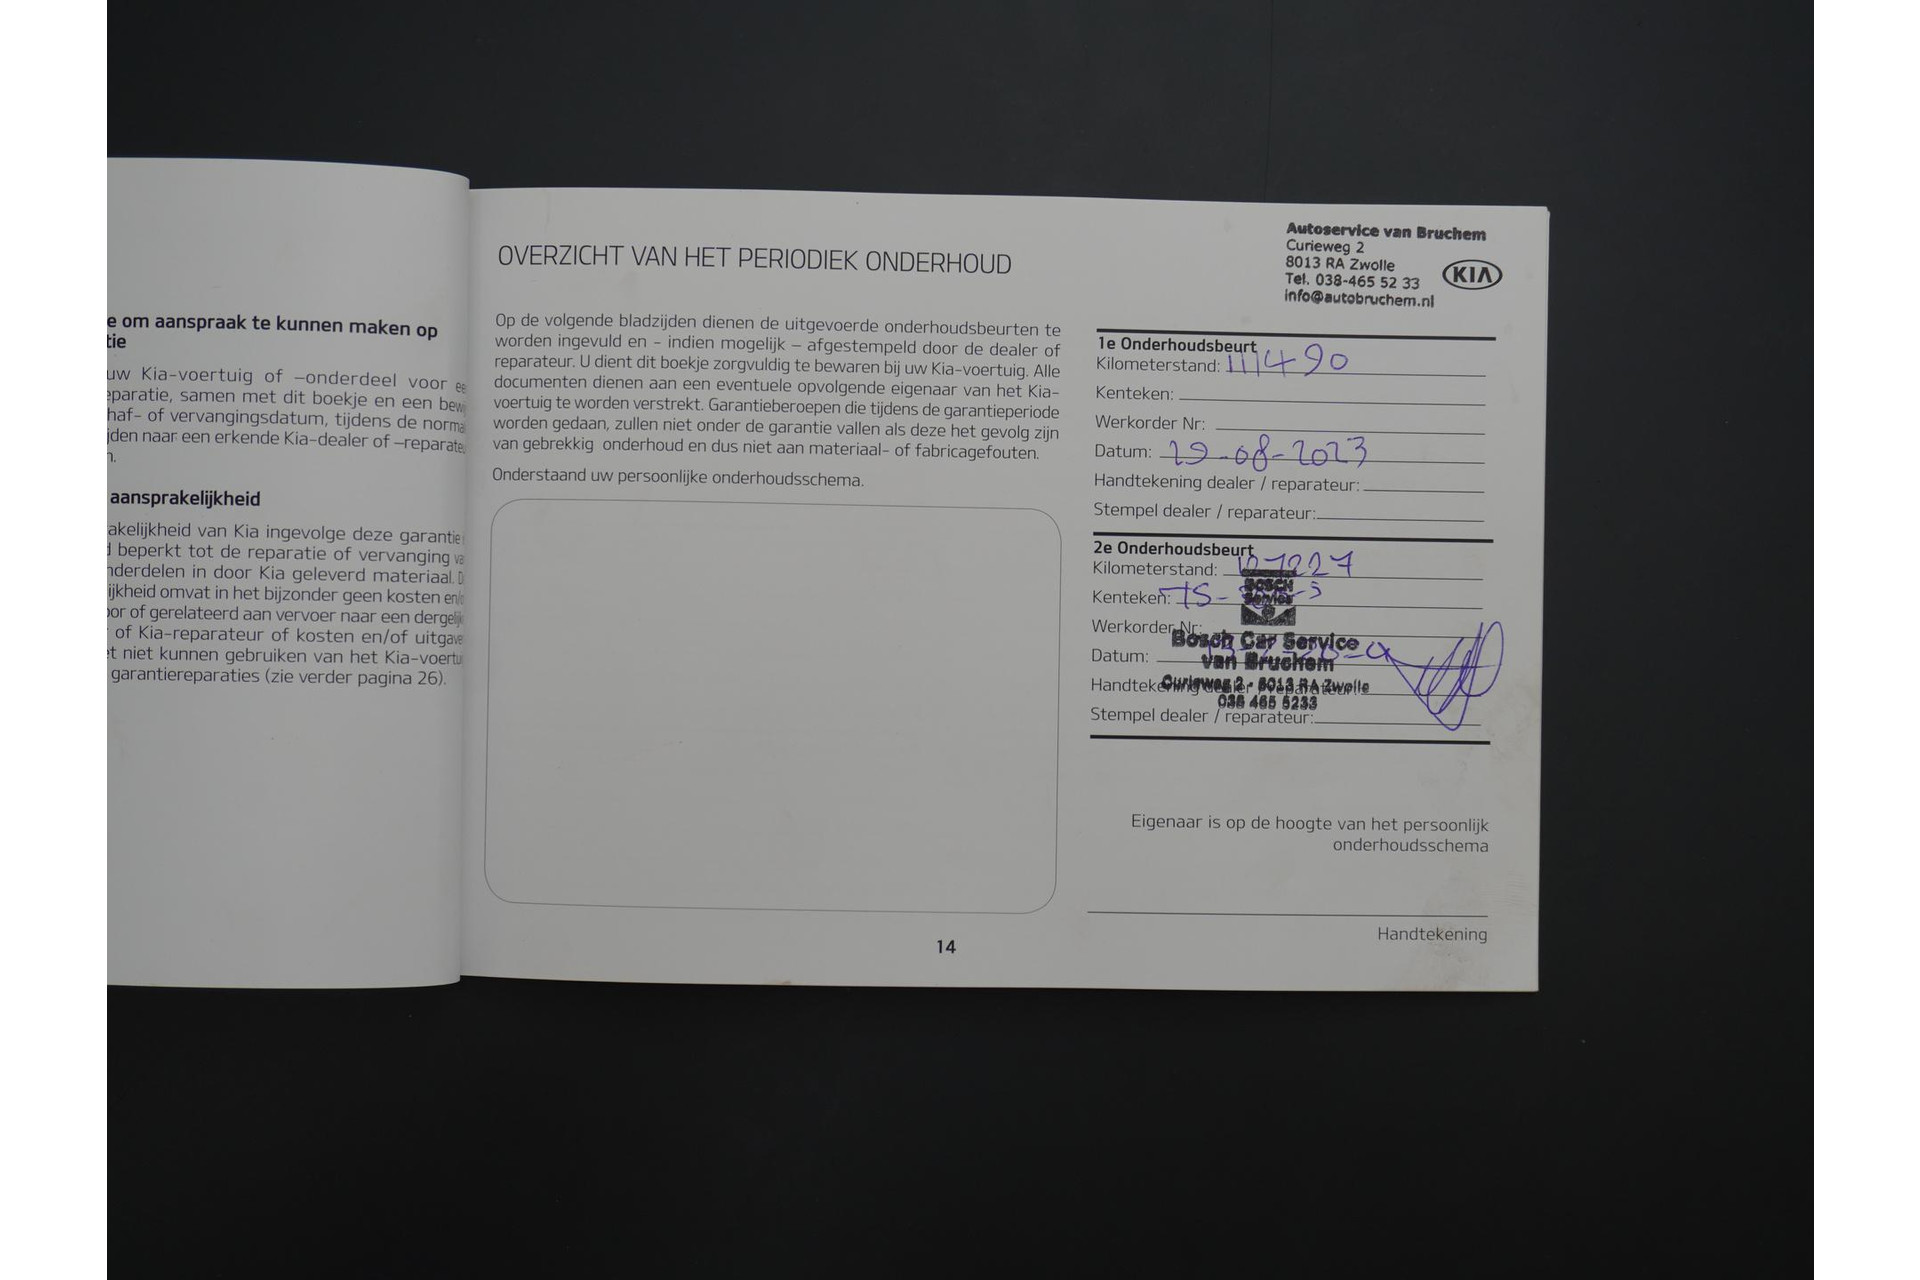 e om aanspraak te kunnen maken op
tie
uw Kia-voertuig of –onderdeel voor
eparatie, samen met dit boekje en een
haf- of vervangingsdatum, tijdens de
jden naar een erkende Kia-dealer of
n.
aansprakelijkheid
akelijkheid van Kia ingevolge deze garantie
beperkt tot de reparatie of vervanging
nderdelen in door Kia geleverd materiaal.
ijkheid omvat in het bijzonder geen kosten
oor of gerelateerd aan vervoer naar een
of Kia-reparateur of kosten en/of
et niet kunnen gebruiken van het
garantiereparaties (zie verder pagina 26).
OVERZICHT VAN HET PERIODIEK ONDERHOUD
Op de volgende bladzijden dienen de uitgevoerde onderhoudsbeurten te
worden ingevuld en - indien mogelijk – afgestempeld door de dealer of
reparateur. U dient dit boekje zorgvuldig te bewaren bij uw Kia-voertuig. Alle
documenten dienen aan een eventuele opvolgende eigenaar van het Kia-
voertuig te worden verstrekt. Garantieberoepen die tijdens de garantieperiode
worden gedaan, zullen niet onder de garantie vallen als deze het gevolg zijn
van gebrekkig onderhoud en dus niet aan materiaal- of fabricagefouten.
Onderstaand uw persoonlijke onderhoudsschema.
14
Autoservice van Bruchem
Curieweg 2
8013 RA Zwolle
Tel. 038-465 52 33
info@autobruchem.nl
KIA
1e Onderhoudsbeurt
Kilometerstand: 111490
Kenteken:
Werkorder Nr:
Datum: 29-08-2023
Handtekening dealer / reparateur:
Stempel dealer / reparateur:
2e Onderhoudsbeurt
Kilometerstand: 127227
Kenteken: TS-
Bosch
Service
Werkorder Nr:
Bosch Car Service
van Bruchem
Datum:
Curieweg 2 - 8013 RA Zwolle
Handtekening dealer / reparateur:
038 465 5233
Stempel dealer / reparateur:
Eigenaar is op de hoogte van het persoonlijk
onderhoudsschema
Handtekening